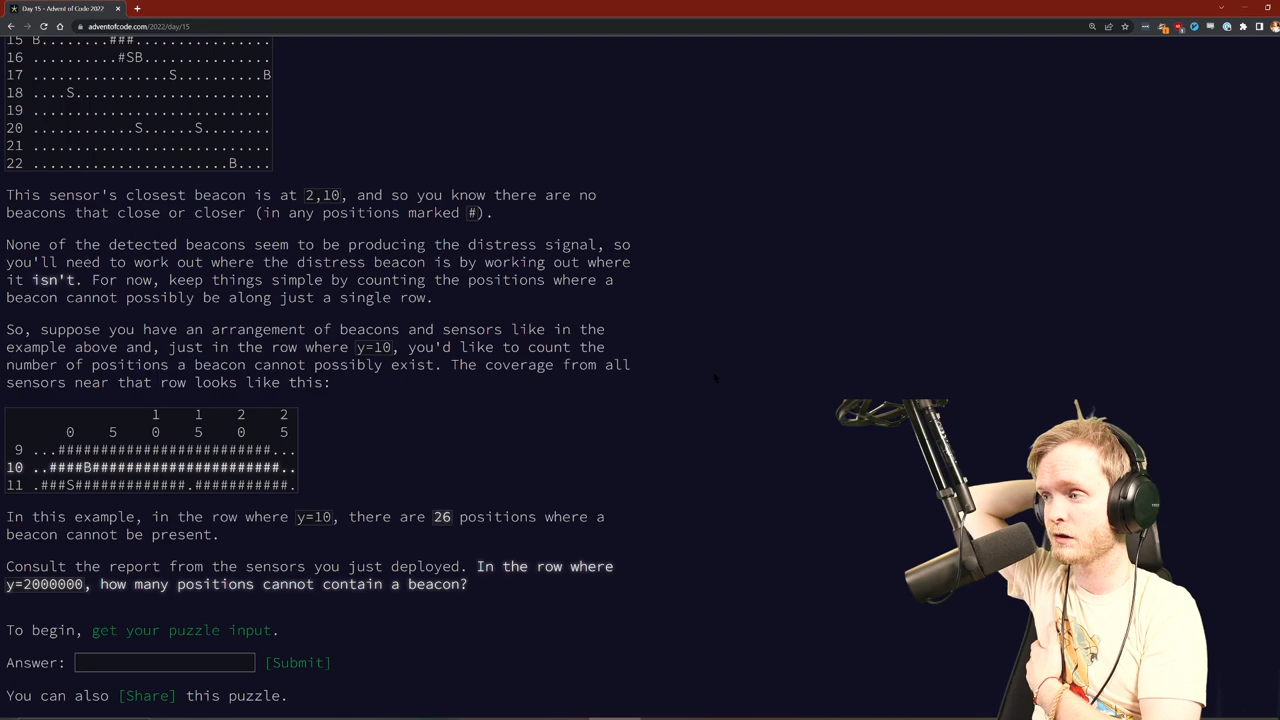 Day 15 - Advent of Code 2022
adventofcode.com/2022/day/15
15 B.........###...............
16 ..........#SB...............
17 ................S..........B
18 ....S.......................
19 ............................
20 ............S......S........
21 ............................
22 .......................B....
This sensor's closest beacon is at 2,10, and so you know there are no
beacons that close or closer (in any positions marked #).
None of the detected beacons seem to be producing the distress signal, so
you'll need to work out where the distress beacon is by working out where
it isn't. For now, keep things simple by counting the positions where a
beacon cannot possibly be along just a single row.
So, suppose you have an arrangement of beacons and sensors like in the
example above and, just in the row where y=10, you'd like to count the
number of positions a beacon cannot possibly exist. The coverage from all
sensors near that row looks like this:
1 1 2 2
0 5 0 5 0 5
9 ...#########################...
10 ..####B######################..
11 .###S#############.###########.
In this example, in the row where y=10, there are 26 positions where a
beacon cannot be present.
Consult the report from the sensors you just deployed. In the row where
y=2000000, how many positions cannot contain a beacon?
To begin, get your puzzle input.
Answer: [Submit]
You can also [Share] this puzzle.